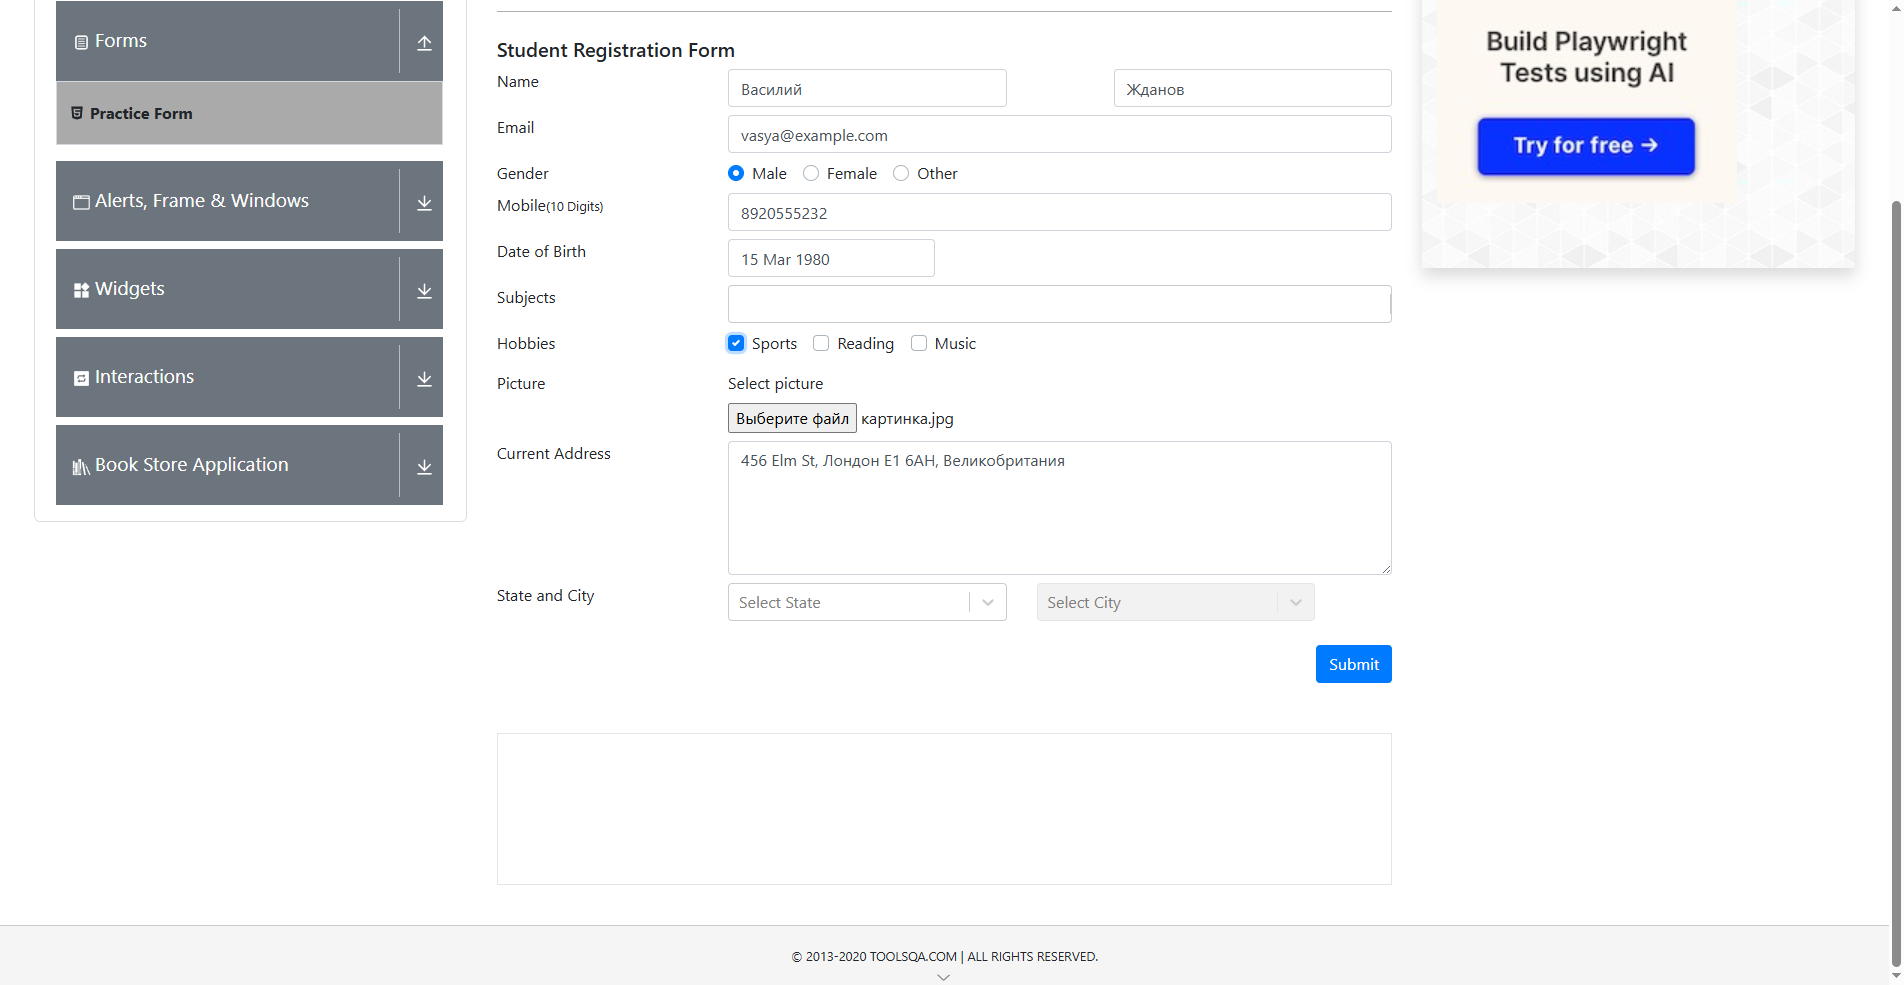 Forms
Practice Form
Alerts, Frame & Windows
Widgets
Interactions
Book Store Application
Student Registration Form
Name
Василий
Жданов
Email
vasya@example.com
Gender
Male
Female
Other
Mobile(10 Digits)
8920555232
Date of Birth
15 Mar 1980
Subjects
Hobbies
Sports
Reading
Music
Picture
Select picture
Выберите файл картинка.jpg
Current Address
456 Elm St, Лондон E1 6AH, Великобритания
State and City
Select State
Select City
Submit
Build Playwright
Tests using AI
Try for free →
© 2013-2020 TOOLSQA.COM | ALL RIGHTS RESERVED.